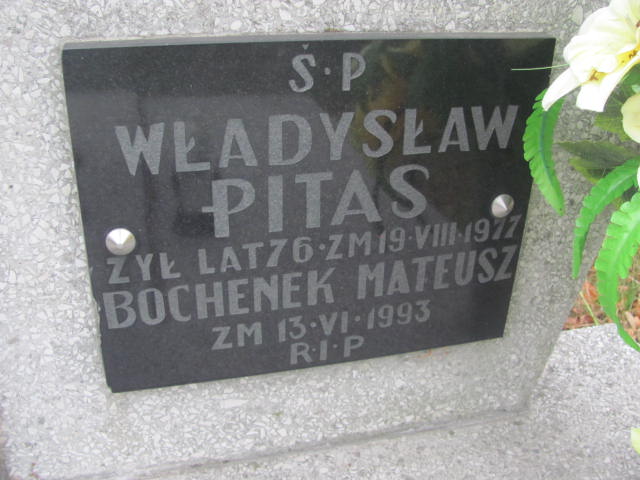 Ś·P
WŁADYSŁAW
PITAS
ŻYŁ LAT 76·ZM 19·VIII·1977
BOCHENEK MATEUSZ
ZM 13·VI·1993
R·I·P